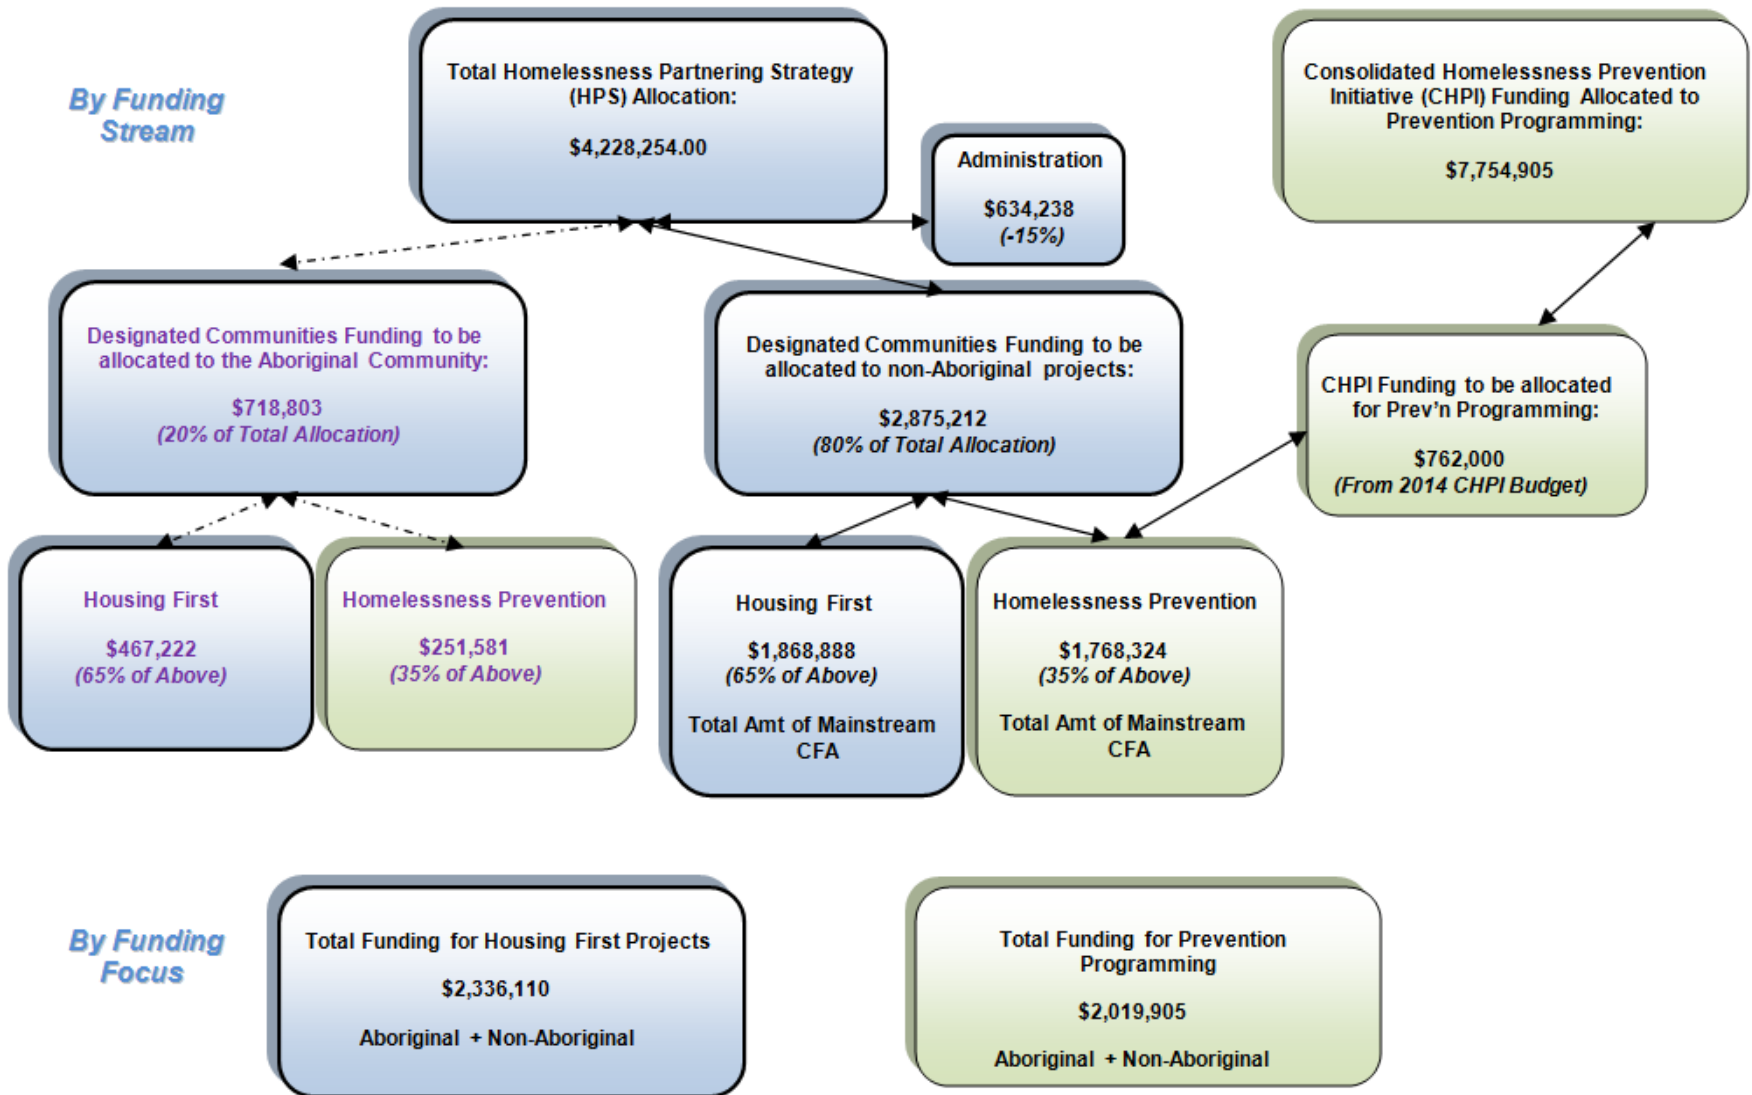 By Funding
Stream
Total Homelessness Partnering Strategy
(HPS) Allocation:
$4,228,254.00
Administration
$634,238
(-15%)
Consolidated Homelessness Prevention
Initiative (CHPI) Funding Allocated to
Prevention Programming:
$7,754,905
Designated Communities Funding to be
allocated to the Aboriginal Community:
$718,803
(20% of Total Allocation)
Designated Communities Funding to be
allocated to non-Aboriginal projects:
$2,875,212
(80% of Total Allocation)
CHPI Funding to be allocated
for Prev'n Programming:
$762,000
(From 2014 CHPI Budget)
Housing First
$467,222
(65% of Above)
Homelessness Prevention
$251,581
(35% of Above)
Housing First
$1,868,888
(65% of Above)
Total Amt of Mainstream
CFA
Homelessness Prevention
$1,768,324
(35% of Above)
Total Amt of Mainstream
CFA
By Funding
Focus
Total Funding for Housing First Projects
$2,336,110
Aboriginal + Non-Aboriginal
Total Funding for Prevention
Programming
$2,019,905
Aboriginal + Non-Aboriginal